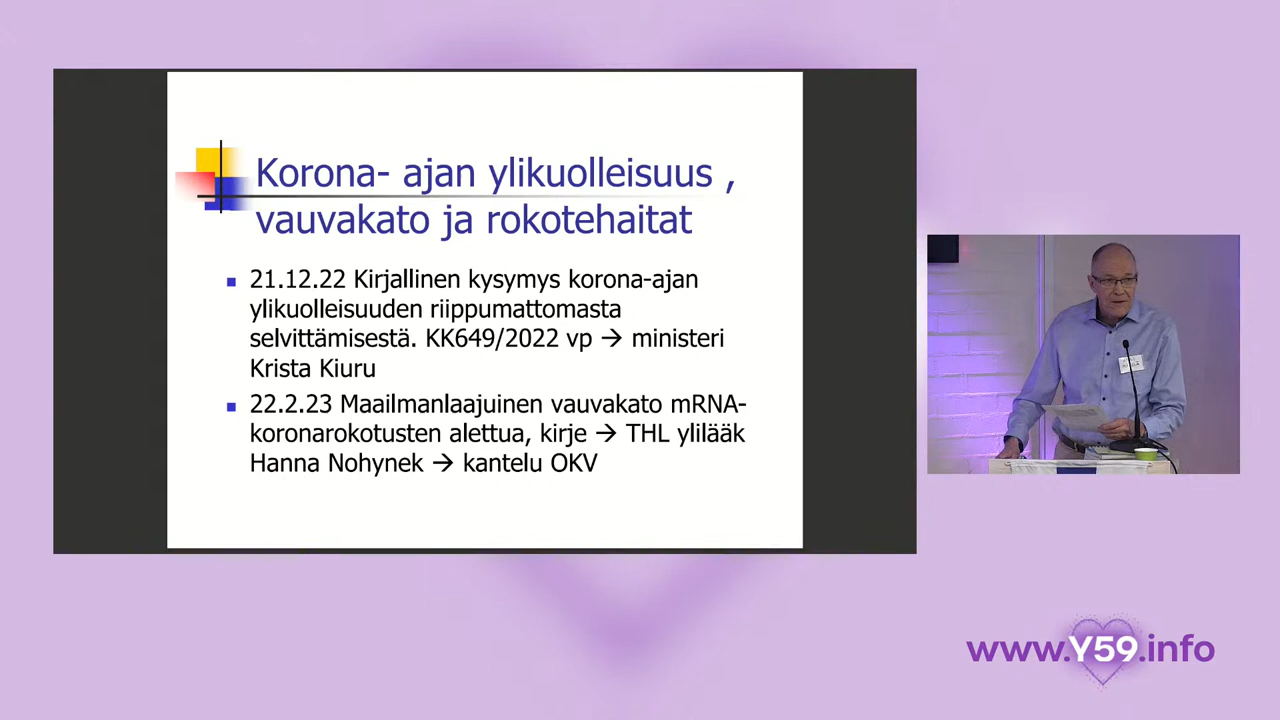 Korona- ajan ylikuolleisuus ,
vauvakato ja rokotehaitat
21.12.22 Kirjallinen kysymys korona-ajan
ylikuolleisuuden riippumattomasta
selvittämisestä. KK649/2022 vp → ministeri
Krista Kiuru
22.2.23 Maailmanlaajuinen vauvakato mRNA-
koronarokotusten alettua, kirje → THL ylilääk
Hanna Nohynek → kantelu OKV
www.Y59.info